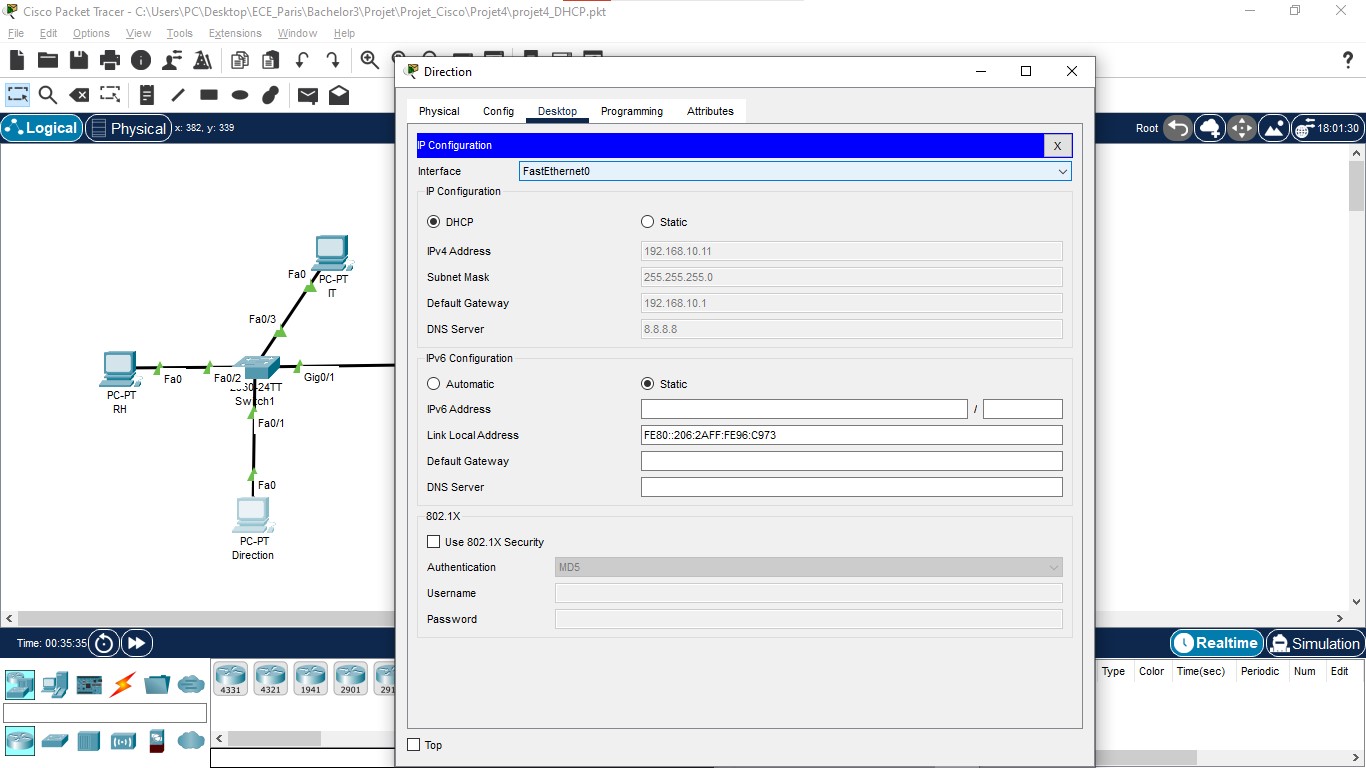 Cisco Packet Tracer - C:\Users\PC\Desktop\ECE_Paris\Bachelor3\Projet\Projet_Cisco\Projet4\projet4_DHCP.pkt
File Edit Options View Tools Extensions Window Help
?
Logical Physical x: 382, y: 339
Root 18:01:30
Direction
Physical Config Desktop Programming Attributes
IP Configuration X
Interface FastEthernet0
IP Configuration
DHCP Static
IPv4 Address 192.168.10.11
Subnet Mask 255.255.255.0
Default Gateway 192.168.10.1
DNS Server 8.8.8.8
IPv6 Configuration
Automatic Static
IPv6 Address /
Link Local Address FE80::206:2AFF:FE96:C973
Default Gateway
DNS Server
802.1X
Use 802.1X Security
Authentication MD5
Username
Password
Top
Fa0 PC-PT
IT
Fa0/3
Fa0 Fa0/2 Gig0/1
PC-PT
RH
Switch1
Fa0/1
Fa0
PC-PT
Direction
Time: 00:35:35
Realtime Simulation
4331 4321 1941 2901
Type Color Time(sec) Periodic Num Edit